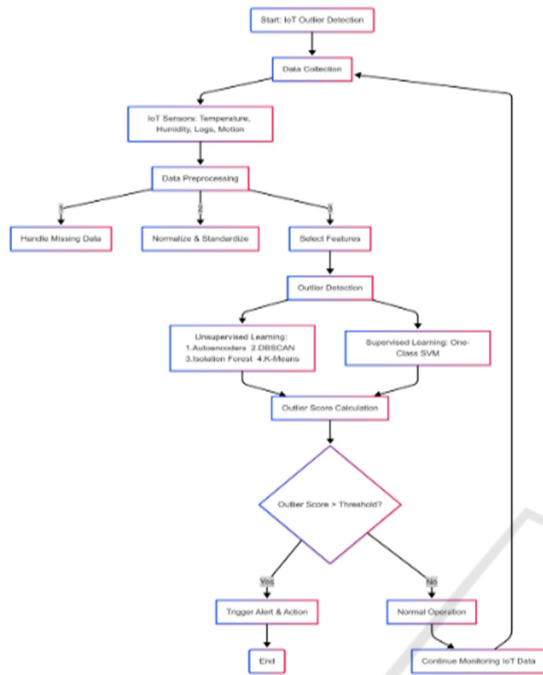 Start: IoT Outlier Detection
Data Collection
IoT Sensors: Temperature,
Humidity, Logs, Motion
Data Preprocessing
1
2
3
Handle Missing Data
Normalize & Standardize
Select Features
Outlier Detection
Unsupervised Learning:
1.Autoencoders 2.DBSCAN
3.Isolation Forest 4.K-Means
Supervised Learning: One-
Class SVM
Outlier Score Calculation
Outlier Score > Threshold?
Yes
No
Trigger Alert & Action
Normal Operation
End
Continue Monitoring IoT Data